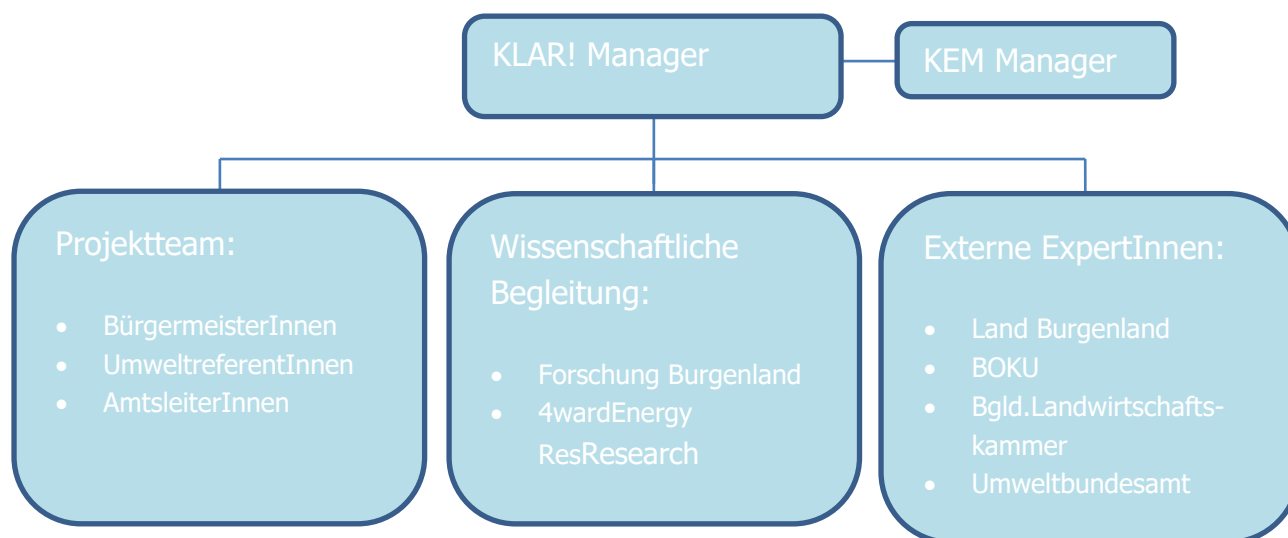 KLAR! Manager
KEM Manager
Projektteam:
• BürgermeisterInnen
• UmweltreferentInnen
• AmtsleiterInnen
Wissenschaftliche
Begleitung:
• Forschung Burgenland
• 4wardEnergy
ResResearch
Externe ExpertInnen:
• Land Burgenland
• BOKU
• Bgld.Landwirtschafts-
kammer
• Umweltbundesamt